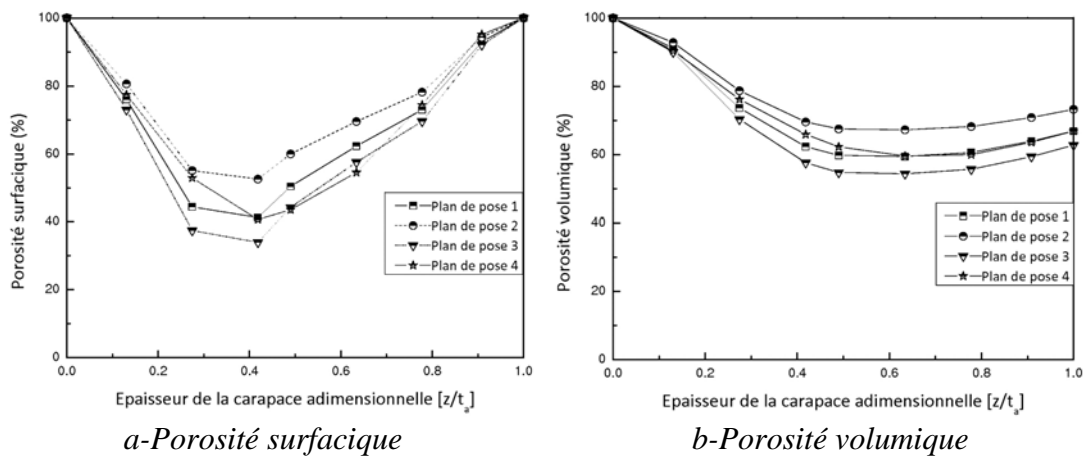 100
80
60
40
20
0
Porosité surfacique (%)
Plan de pose 1
Plan de pose 2
Plan de pose 3
Plan de pose 4
0.0 0.2 0.4 0.6 0.8 1.0
Epaisseur de la carapace adimensionnelle [z/tₐ]
a-Porosité surfacique
100
80
60
40
20
0
Porosité volumique (%)
Plan de pose 1
Plan de pose 2
Plan de pose 3
Plan de pose 4
0.0 0.2 0.4 0.6 0.8 1.0
Epaisseur de la carapace adimensionnelle [z/tₐ]
b-Porosité volumique